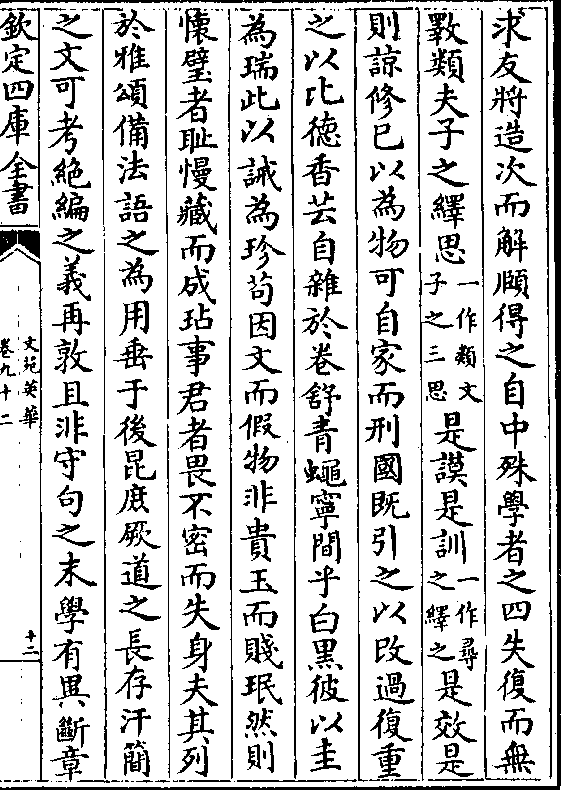 求友將造次而解頤得之自中殊學者之四失復而無
斁類夫子之繹思一作類文子之三思是謨是訓一作尋之繹之是效是
則諒修已以為物可自家而刑國既引之以改過復重
之以比德香芸自雜於卷舒青蠅寧間乎白黒彼以圭
為瑞此以誡為珍苟因文而假物非貴玉而賤珉然則
懷璧者耻慢藏而成玷事君者畏不密而失身夫其列
於雅頌備法語之為用垂于後昆庶厥道之長存汗簡
之文可考絶編之義再敦且非守句之末學有異斷章
欽定四庫全書
文苑英華
卷九十二
十二